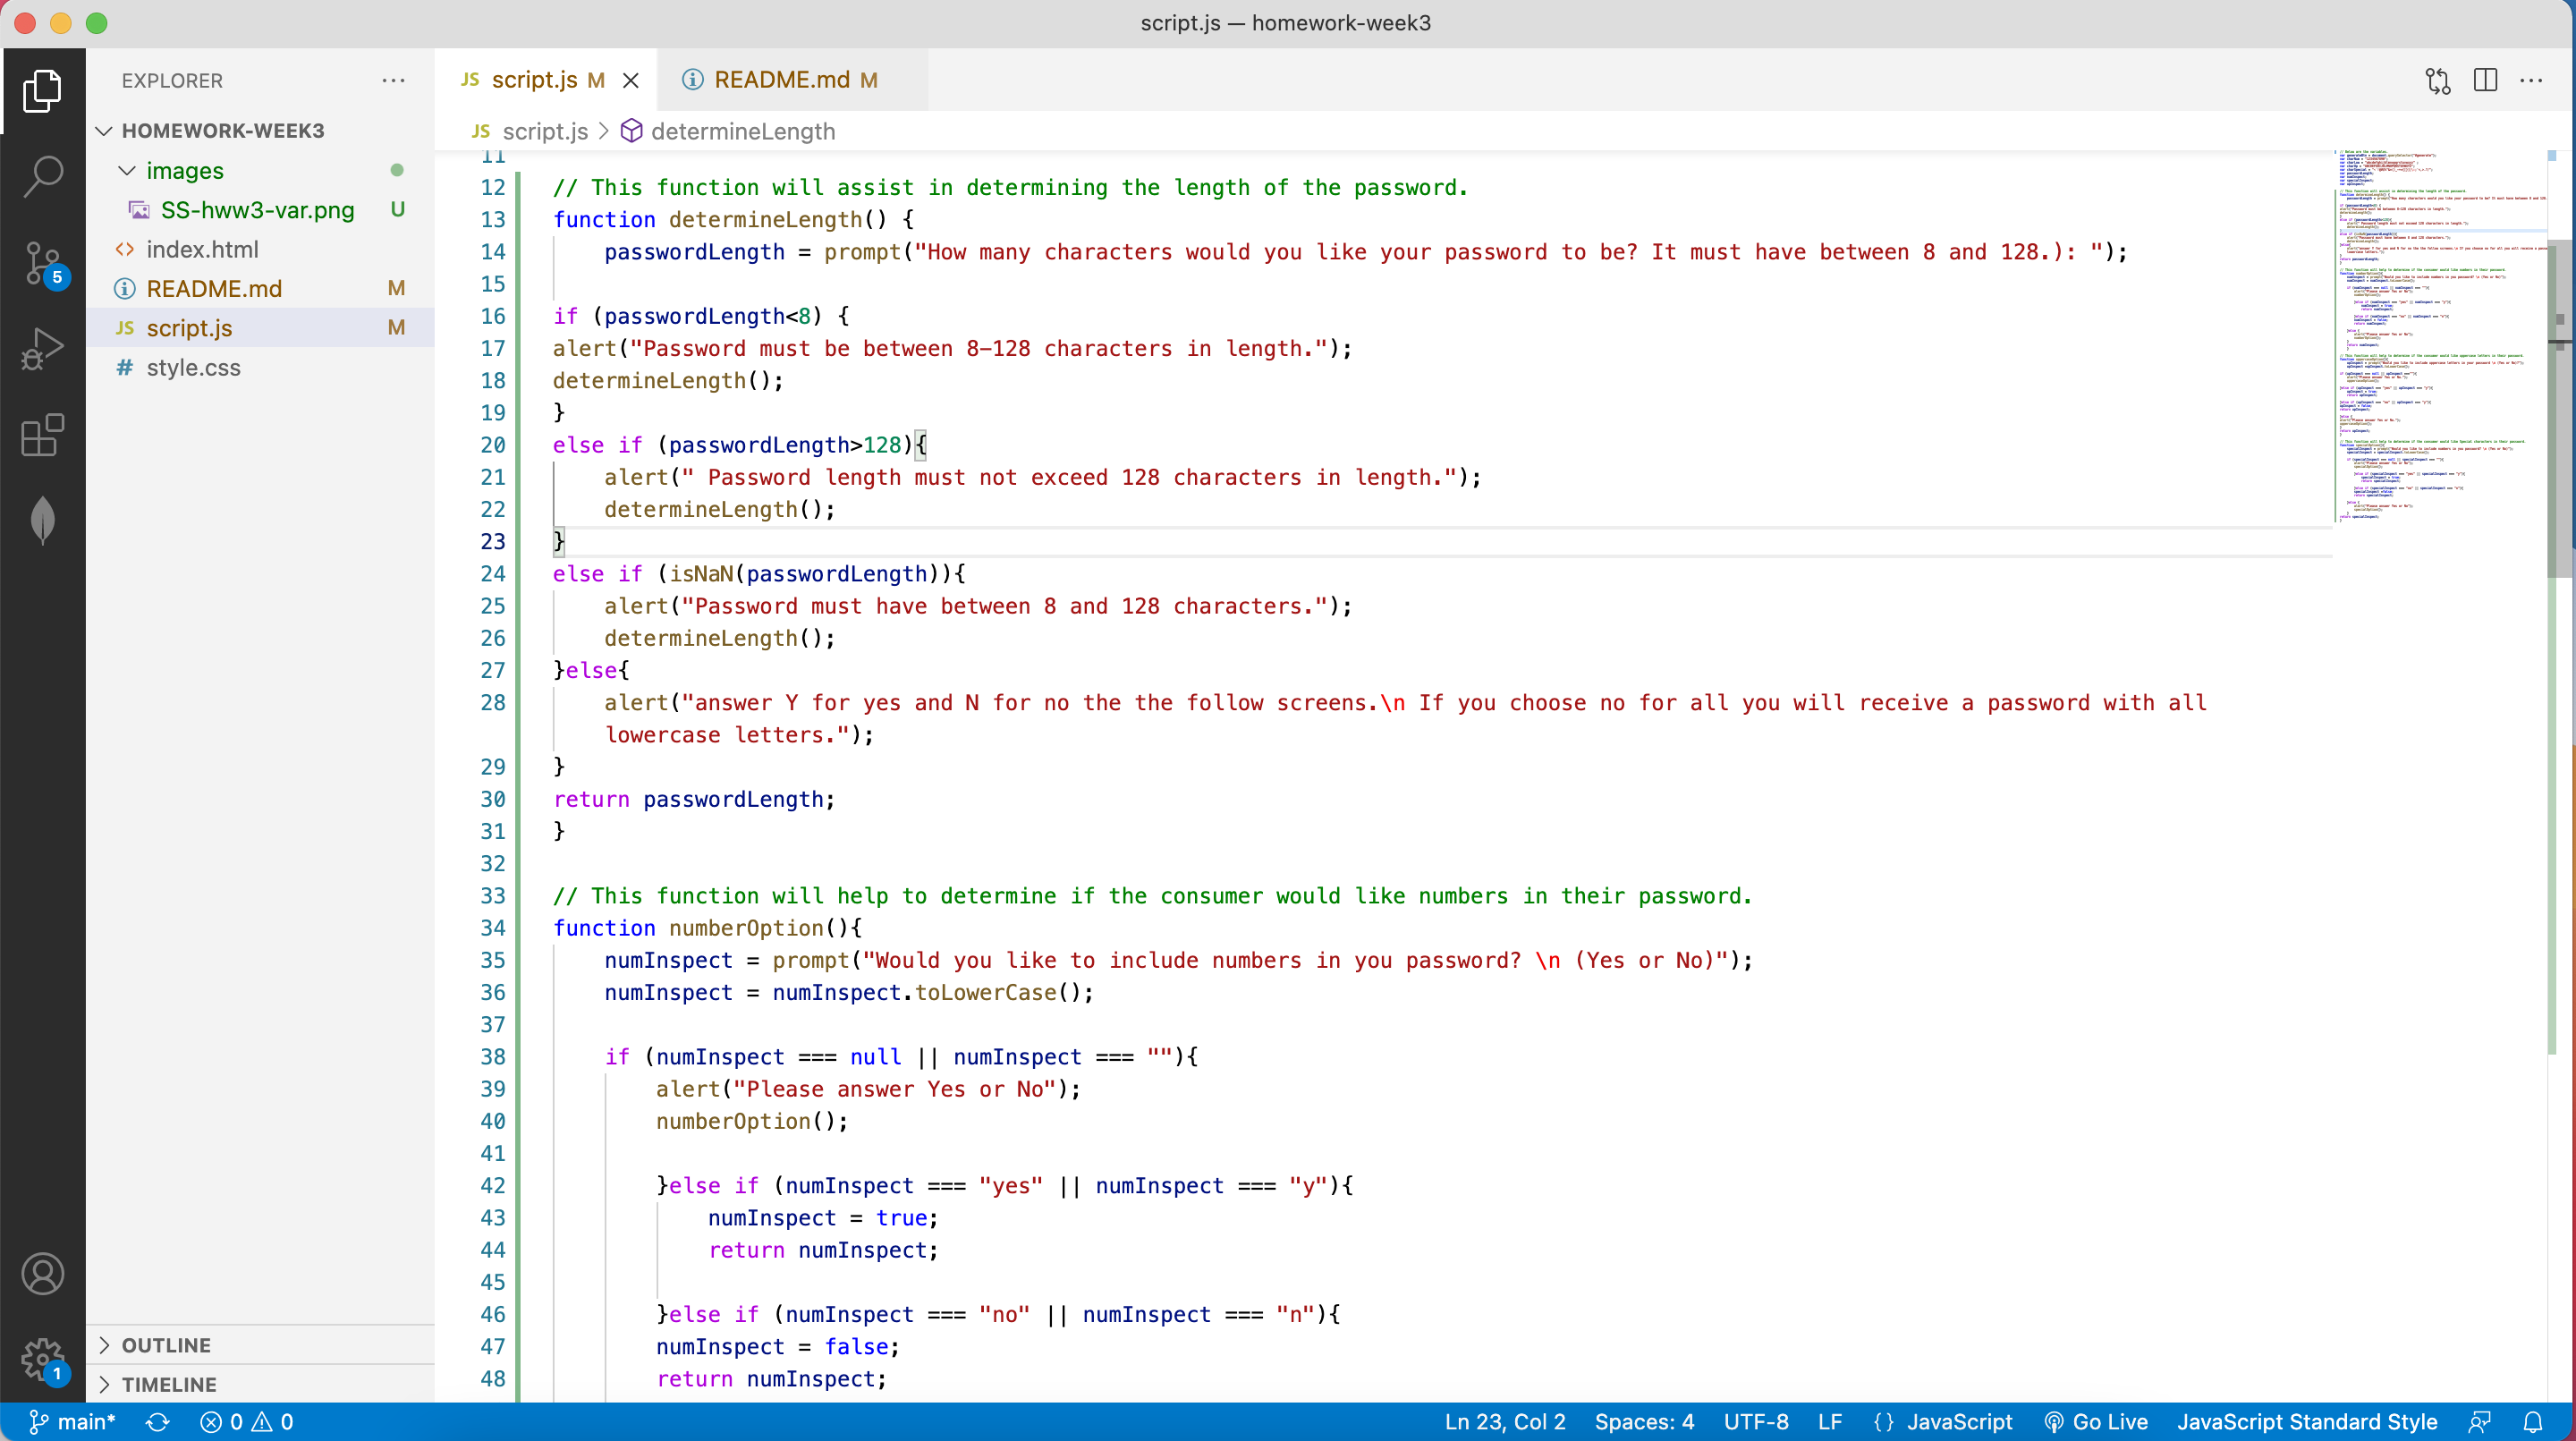 script.js — homework-week3
EXPLORER
HOMEWORK-WEEK3
images
SS-hww3-var.png U
index.html
README.md M
script.js M
style.css
OUTLINE
TIMELINE
5
1
JS script.js M
README.md M
JS script.js > determineLength
11
12 // This function will assist in determining the length of the password.
13 function determineLength() {
14 passwordLength = prompt("How many characters would you like your password to be? It must have between 8 and 128.): ");
15
16 if (passwordLength<8) {
17 alert("Password must be between 8-128 characters in length.");
18 determineLength();
19 }
20 else if (passwordLength>128){
21 alert(" Password length must not exceed 128 characters in length.");
22 determineLength();
23 }
24 else if (isNaN(passwordLength)){
25 alert("Password must have between 8 and 128 characters.");
26 determineLength();
27 }else{
28 alert("answer Y for yes and N for no the the follow screens.\n If you choose no for all you will receive a password with all
lowercase letters.");
29 }
30 return passwordLength;
31 }
32
33 // This function will help to determine if the consumer would like numbers in their password.
34 function numberOption(){
35 numInspect = prompt("Would you like to include numbers in you password? \n (Yes or No)");
36 numInspect = numInspect.toLowerCase();
37
38 if (numInspect === null || numInspect === ""){
39 alert("Please answer Yes or No");
40 numberOption();
41
42 }else if (numInspect === "yes" || numInspect === "y"){
43 numInspect = true;
44 return numInspect;
45
46 }else if (numInspect === "no" || numInspect === "n"){
47 numInspect = false;
48 return numInspect;
main* 0 0 Ln 23, Col 2 Spaces: 4 UTF-8 LF {} JavaScript Go Live JavaScript Standard Style